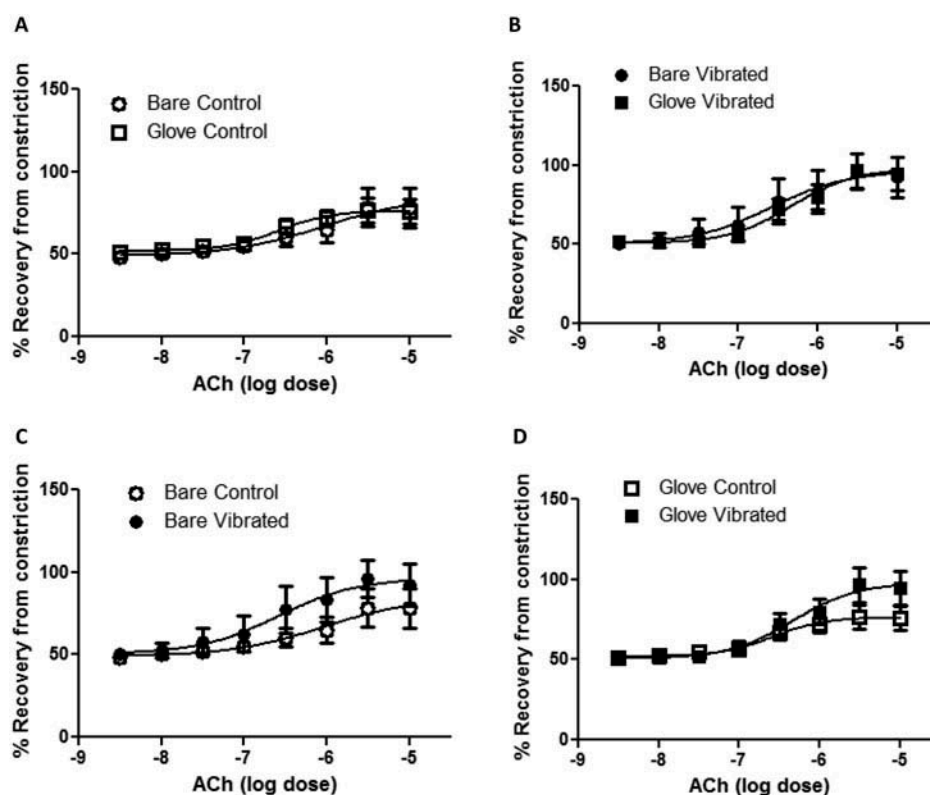 A
% Recovery from constriction
150
100
50
0
Bare Control
Glove Control
-9 -8 -7 -6 -5
ACh (log dose)
B
% Recovery from constriction
150
100
50
0
Bare Vibrated
Glove Vibrated
-9 -8 -7 -6 -5
ACh (log dose)
C
% Recovery from constriction
150
100
50
0
Bare Control
Bare Vibrated
-9 -8 -7 -6 -5
ACh (log dose)
D
% Recovery from constriction
150
100
50
0
Glove Control
Glove Vibrated
-9 -8 -7 -6 -5
ACh (log dose)